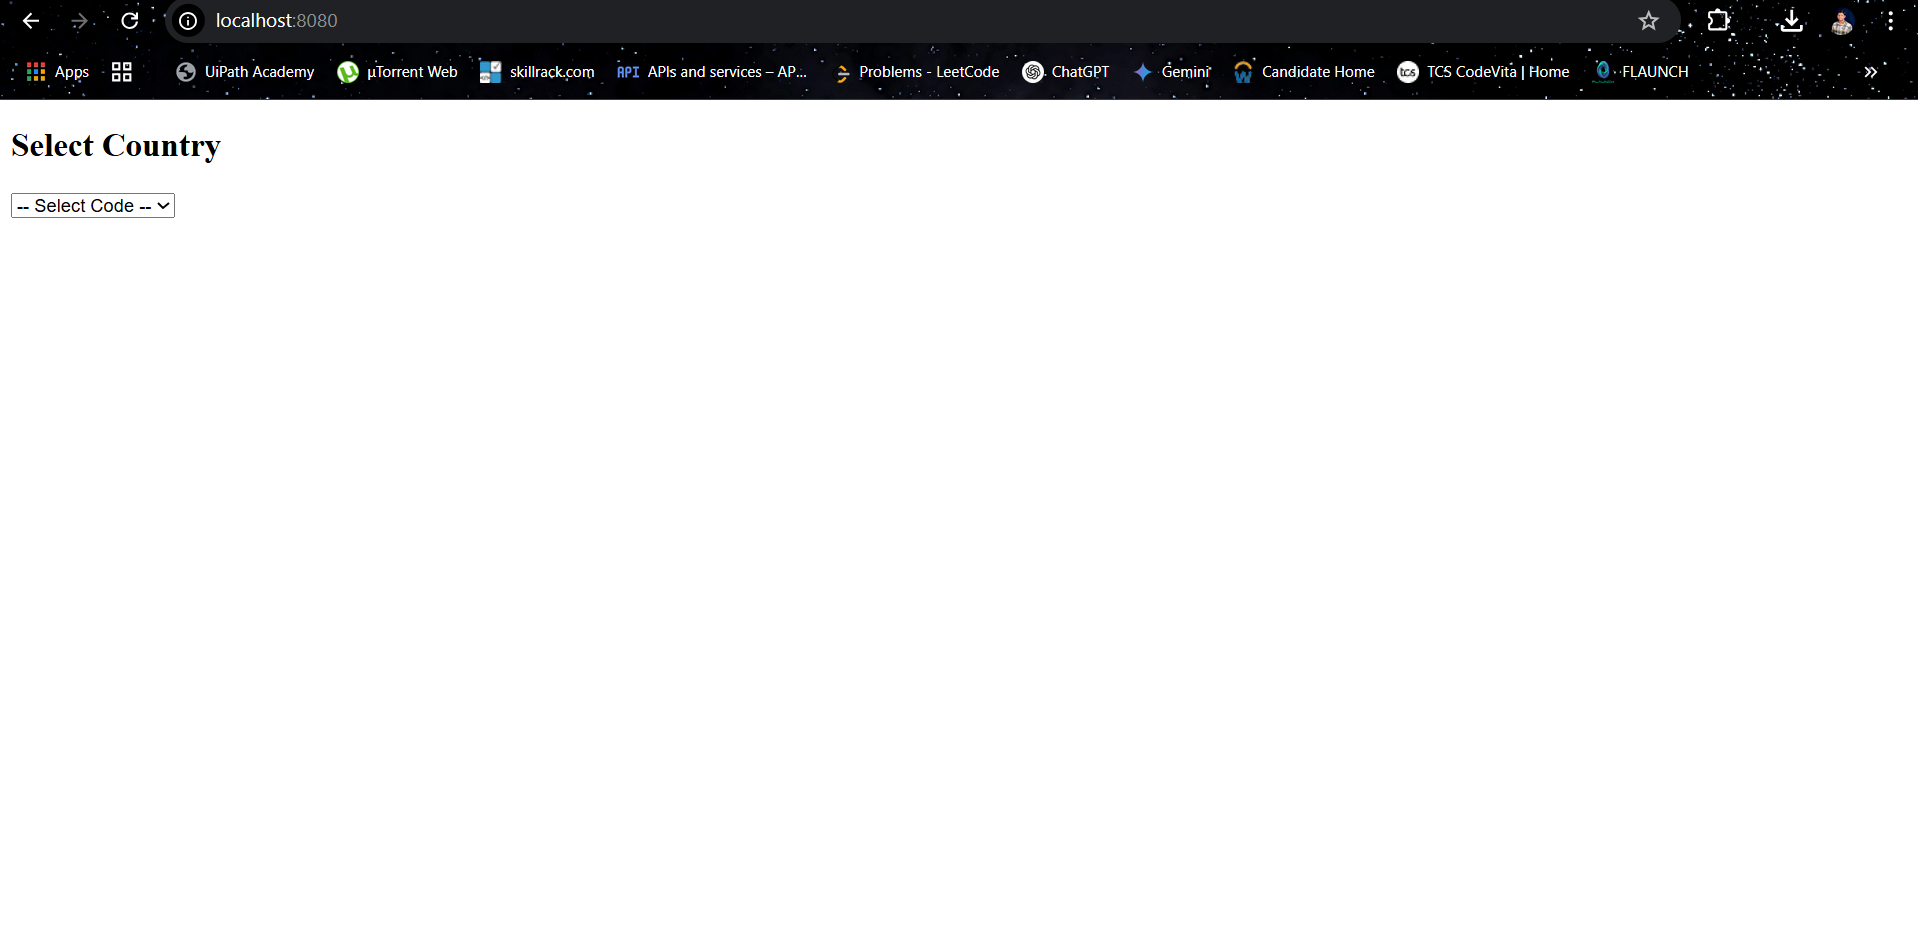 localhost:8080
Apps UiPath Academy µTorrent Web skillrack.com API APIs and services – AP... Problems - LeetCode ChatGPT Gemini Candidate Home tcs TCS CodeVita | Home FLAUNCH
Select Country
-- Select Code --